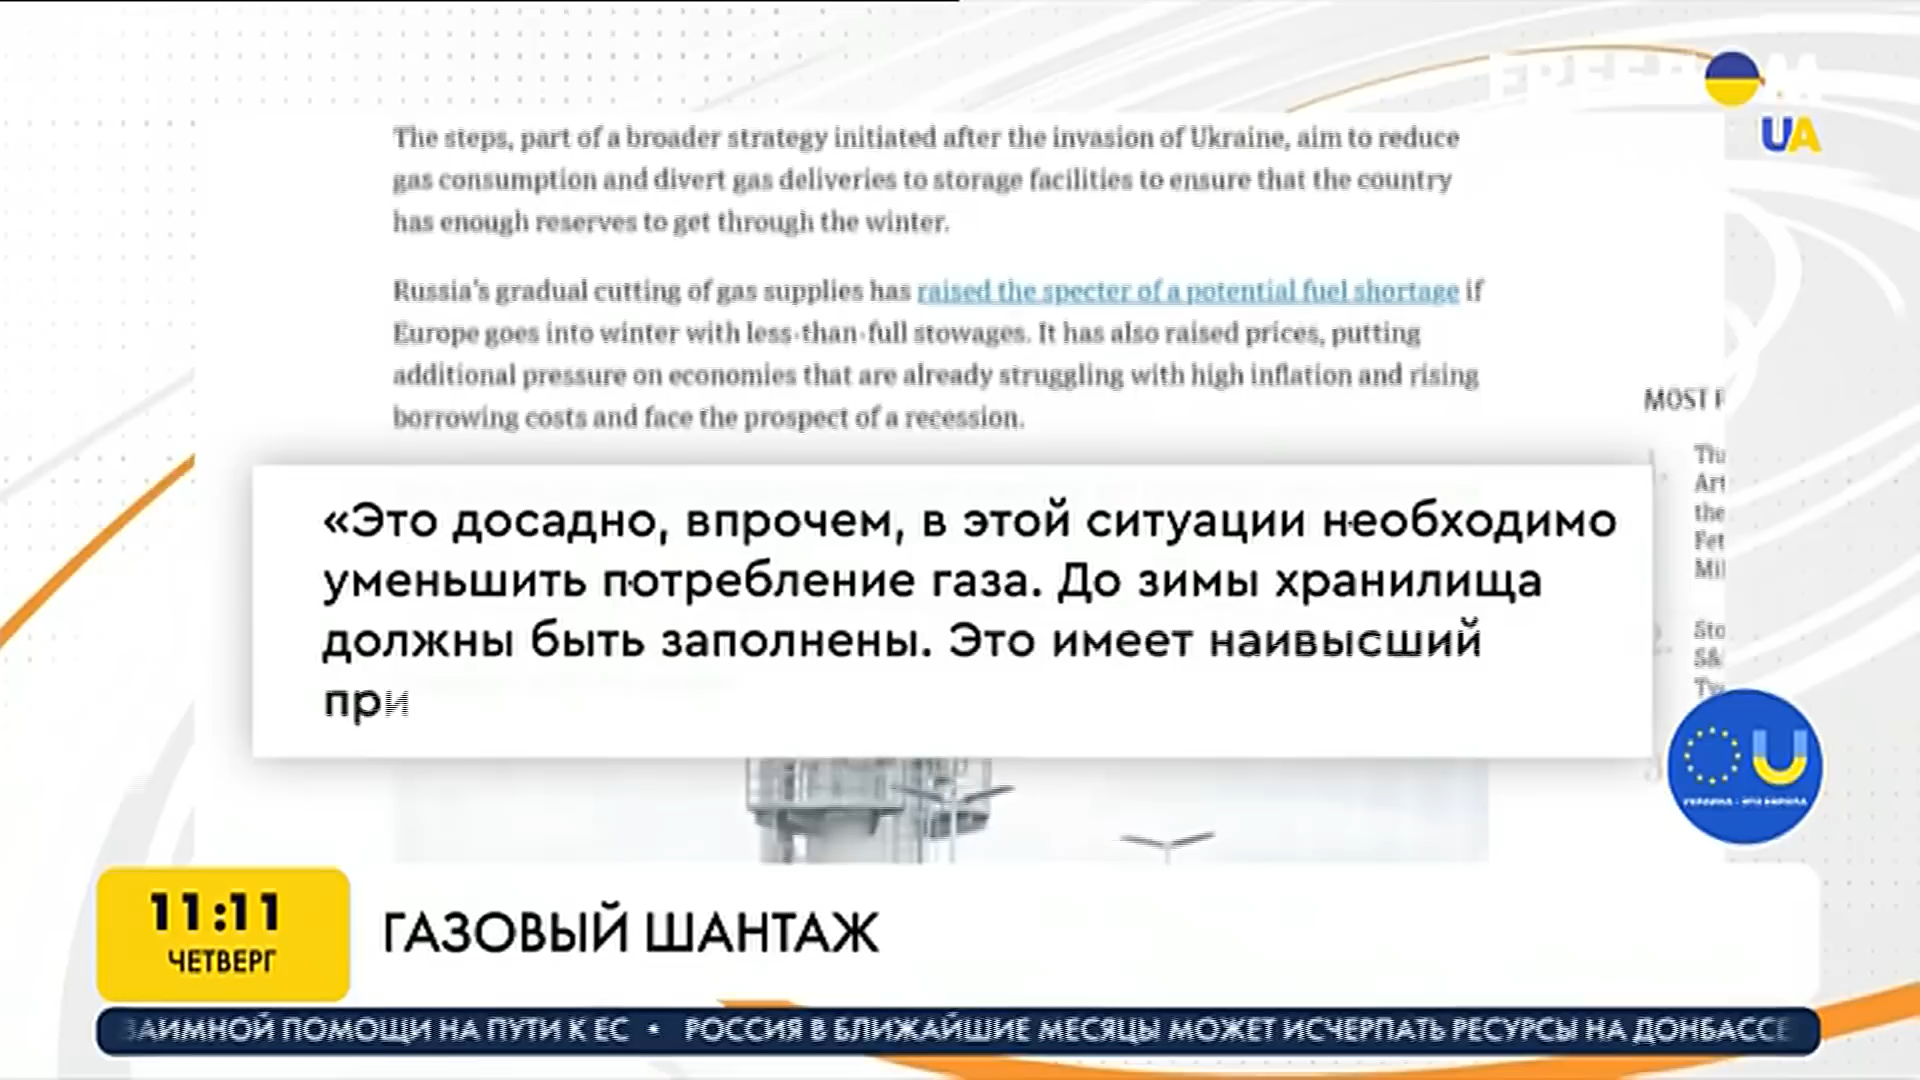 FREEDOM
UA
The steps, part of a broader strategy initiated after the invasion of Ukraine, aim to reduce
gas consumption and divert gas deliveries to storage facilities to ensure that the country
has enough reserves to get through the winter.
Russia's gradual cutting of gas supplies has raised the specter of a potential fuel shortage if
Europe goes into winter with less-than-full stowages. It has also raised prices, putting
additional pressure on economies that are already struggling with high inflation and rising
borrowing costs and face the prospect of a recession.
MOST
«Это досадно, впрочем, в этой ситуации необходимо
уменьшить потребление газа. До зимы хранилища
должны быть заполнены. Это имеет наивысший
при
the
U
УКРАИНА - ЭТО ЕВРОПА
11:11
ЧЕТВЕРГ
ГАЗОВЫЙ ШАНТАЖ
ЗАИМНОЙ ПОМОЩИ НА ПУТИ К ЕС • РОССИЯ В БЛИЖАЙШИЕ МЕСЯЦЫ МОЖЕТ ИСЧЕРПАТЬ РЕСУРСЫ НА ДОНБАССЕ